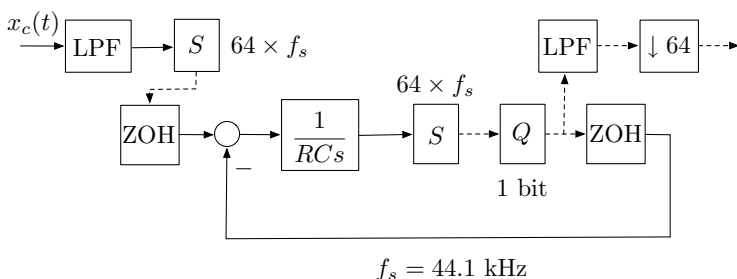 x_c(t)
LPF
S
64 × f_s
LPF
↓ 64
64 × f_s
ZOH
1
RCs
S
Q
ZOH
−
1 bit
f_s = 44.1 kHz